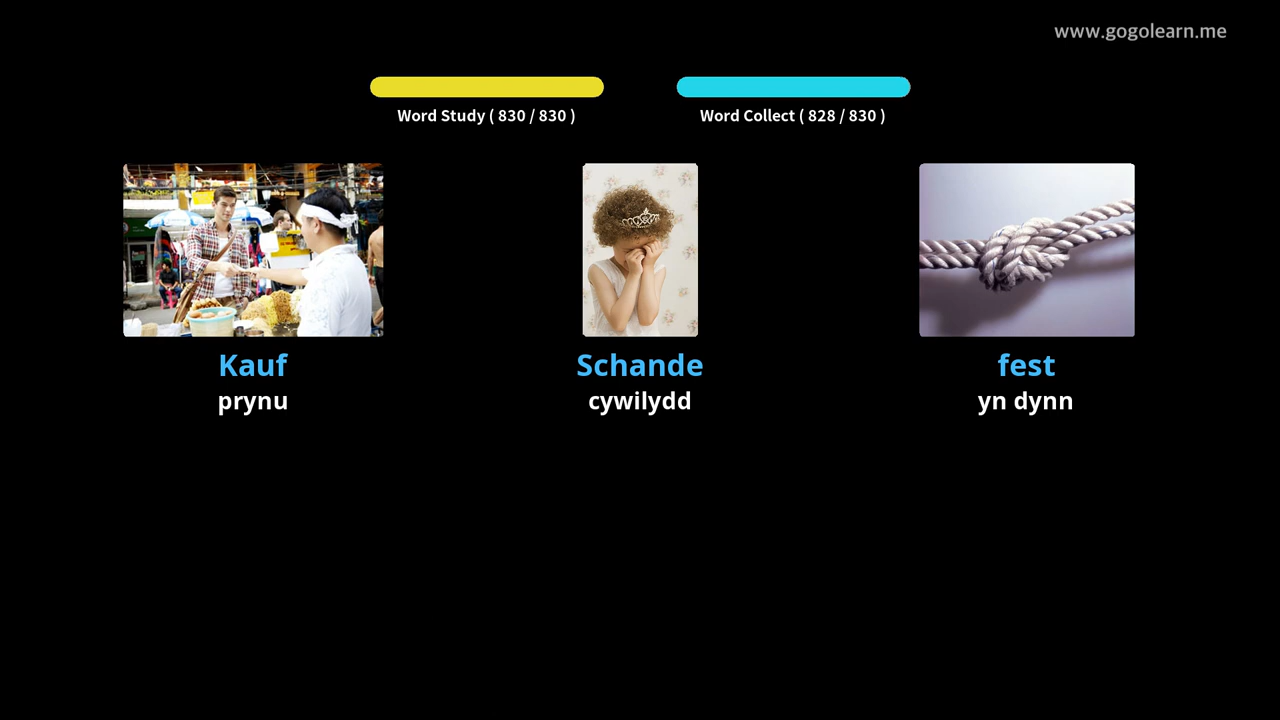 www.gogolearn.me
Word Study ( 830 / 830 )
Word Collect ( 828 / 830 )
Kauf
prynu
Schande
cywilydd
fest
yn dynn